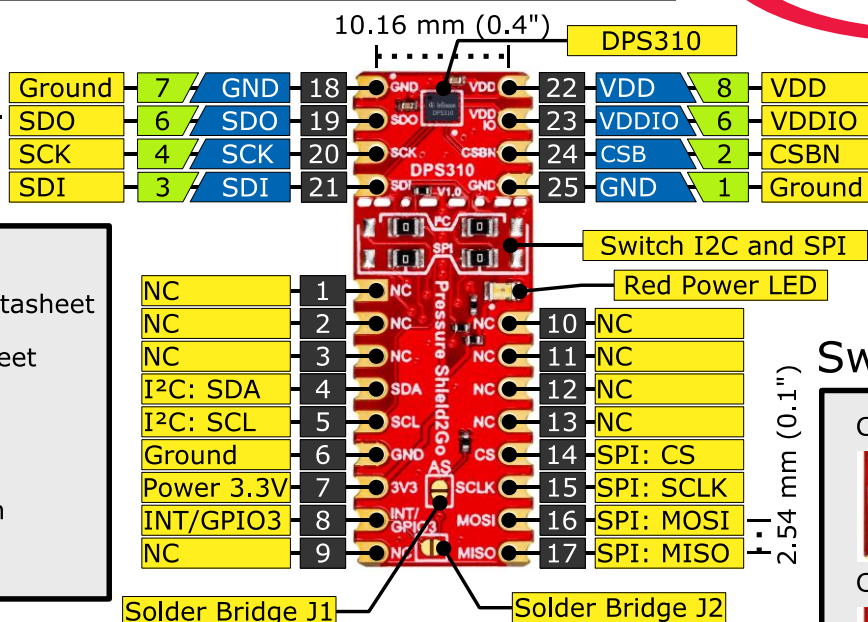 10.16 mm (0.4")
DPS310
Ground 7 GND 18
SDO 6 SDO 19
SCK 4 SCK 20
SDI 3 SDI 21
22 VDD 8 VDD
23 VDDIO 6 VDDIO
24 CSB 2 CSBN
25 GND 1 Ground
GND VDD
Infineon
DPS310
SDO VDD IO
SCK CSBN
DPS310
SDI V1.0 GND
I²C
SPI
Switch I2C and SPI
Red Power LED
tasheet
eet
n
NC 1 NC
NC 2 NC
NC 3 NC
I²C: SDA 4 SDA
I²C: SCL 5 SCL
Ground 6 GND
Power 3.3V 7 3V3
INT/GPIO3 8 INT/GPIO3
NC 9 NC
Pressure Shield2Go
AS
NC 10 NC
NC 11 NC
NC 12 NC
NC 13 NC
CS 14 SPI: CS
SCLK 15 SPI: SCLK
MOSI 16 SPI: MOSI
MISO 17 SPI: MISO
2.54 mm (0.1")
Solder Bridge J1
Solder Bridge J2
Sw